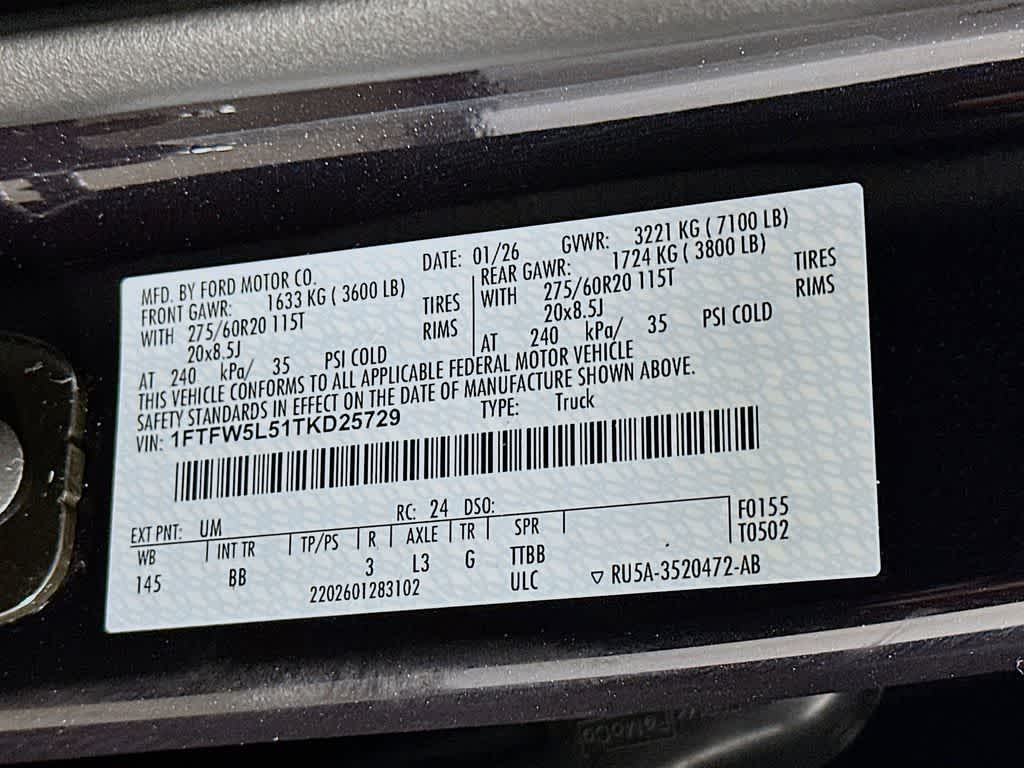 MFD. BY FORD MOTOR CO. DATE: 01/26 GVWR: 3221 KG ( 7100 LB)
FRONT GAWR: 1633 KG ( 3600 LB) REAR GAWR: 1724 KG ( 3800 LB)
WITH 275/60R20 115T TIRES WITH 275/60R20 115T TIRES
20x8.5J RIMS 20x8.5J RIMS
AT 240 kPa/ 35 PSI COLD AT 240 kPa/ 35 PSI COLD
THIS VEHICLE CONFORMS TO ALL APPLICABLE FEDERAL MOTOR VEHICLE
SAFETY STANDARDS IN EFFECT ON THE DATE OF MANUFACTURE SHOWN ABOVE.
VIN: 1FTFW5L51TKD25729 TYPE: Truck
EXT PNT: UM RC: 24 DSO: F0155
WB INT TR TP/PS R AXLE TR SPR T0502
145 BB 3 L3 G TTBB
2202601283102 ULC ▽ RU5A-3520472-AB
FoMoCo